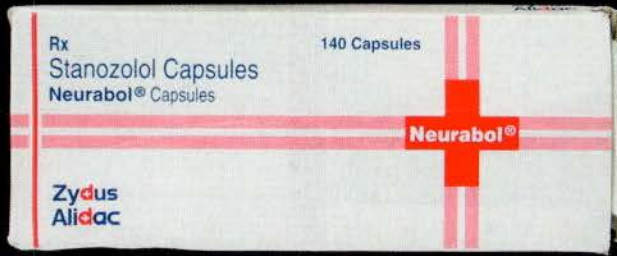 Rx
140 Capsules
Stanozolol Capsules
Neurabol® Capsules
Neurabol®
Zydus
Alidac